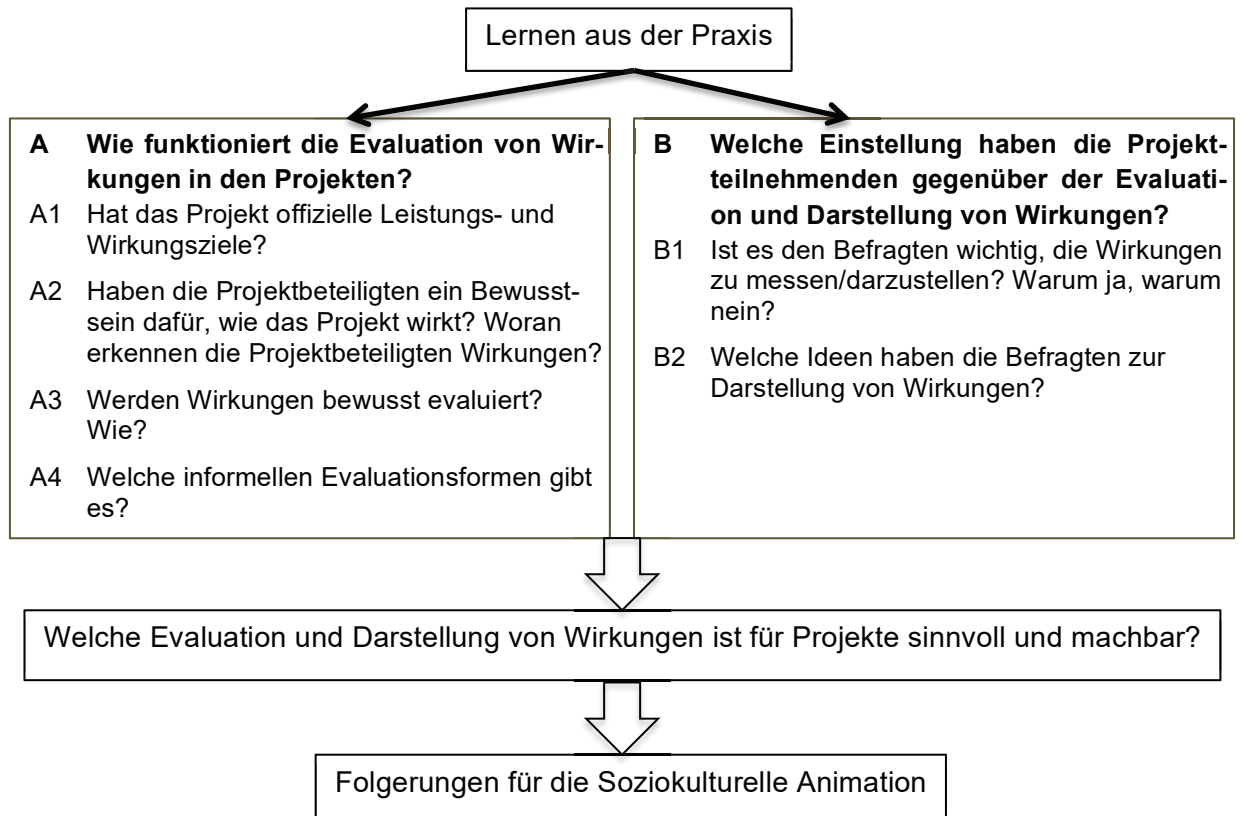 Lernen aus der Praxis
A Wie funktioniert die Evaluation von Wir-
kungen in den Projekten?
A1 Hat das Projekt offizielle Leistungs- und
Wirkungsziele?
A2 Haben die Projektbeteiligten ein Bewusst-
sein dafür, wie das Projekt wirkt? Woran
erkennen die Projektbeteiligten Wirkungen?
A3 Werden Wirkungen bewusst evaluiert?
Wie?
A4 Welche informellen Evaluationsformen gibt
es?
B Welche Einstellung haben die Projekt-
teilnehmenden gegenüber der Evaluati-
on und Darstellung von Wirkungen?
B1 Ist es den Befragten wichtig, die Wirkungen
zu messen/darzustellen? Warum ja, warum
nein?
B2 Welche Ideen haben die Befragten zur
Darstellung von Wirkungen?
Welche Evaluation und Darstellung von Wirkungen ist für Projekte sinnvoll und machbar?
Folgerungen für die Soziokulturelle Animation